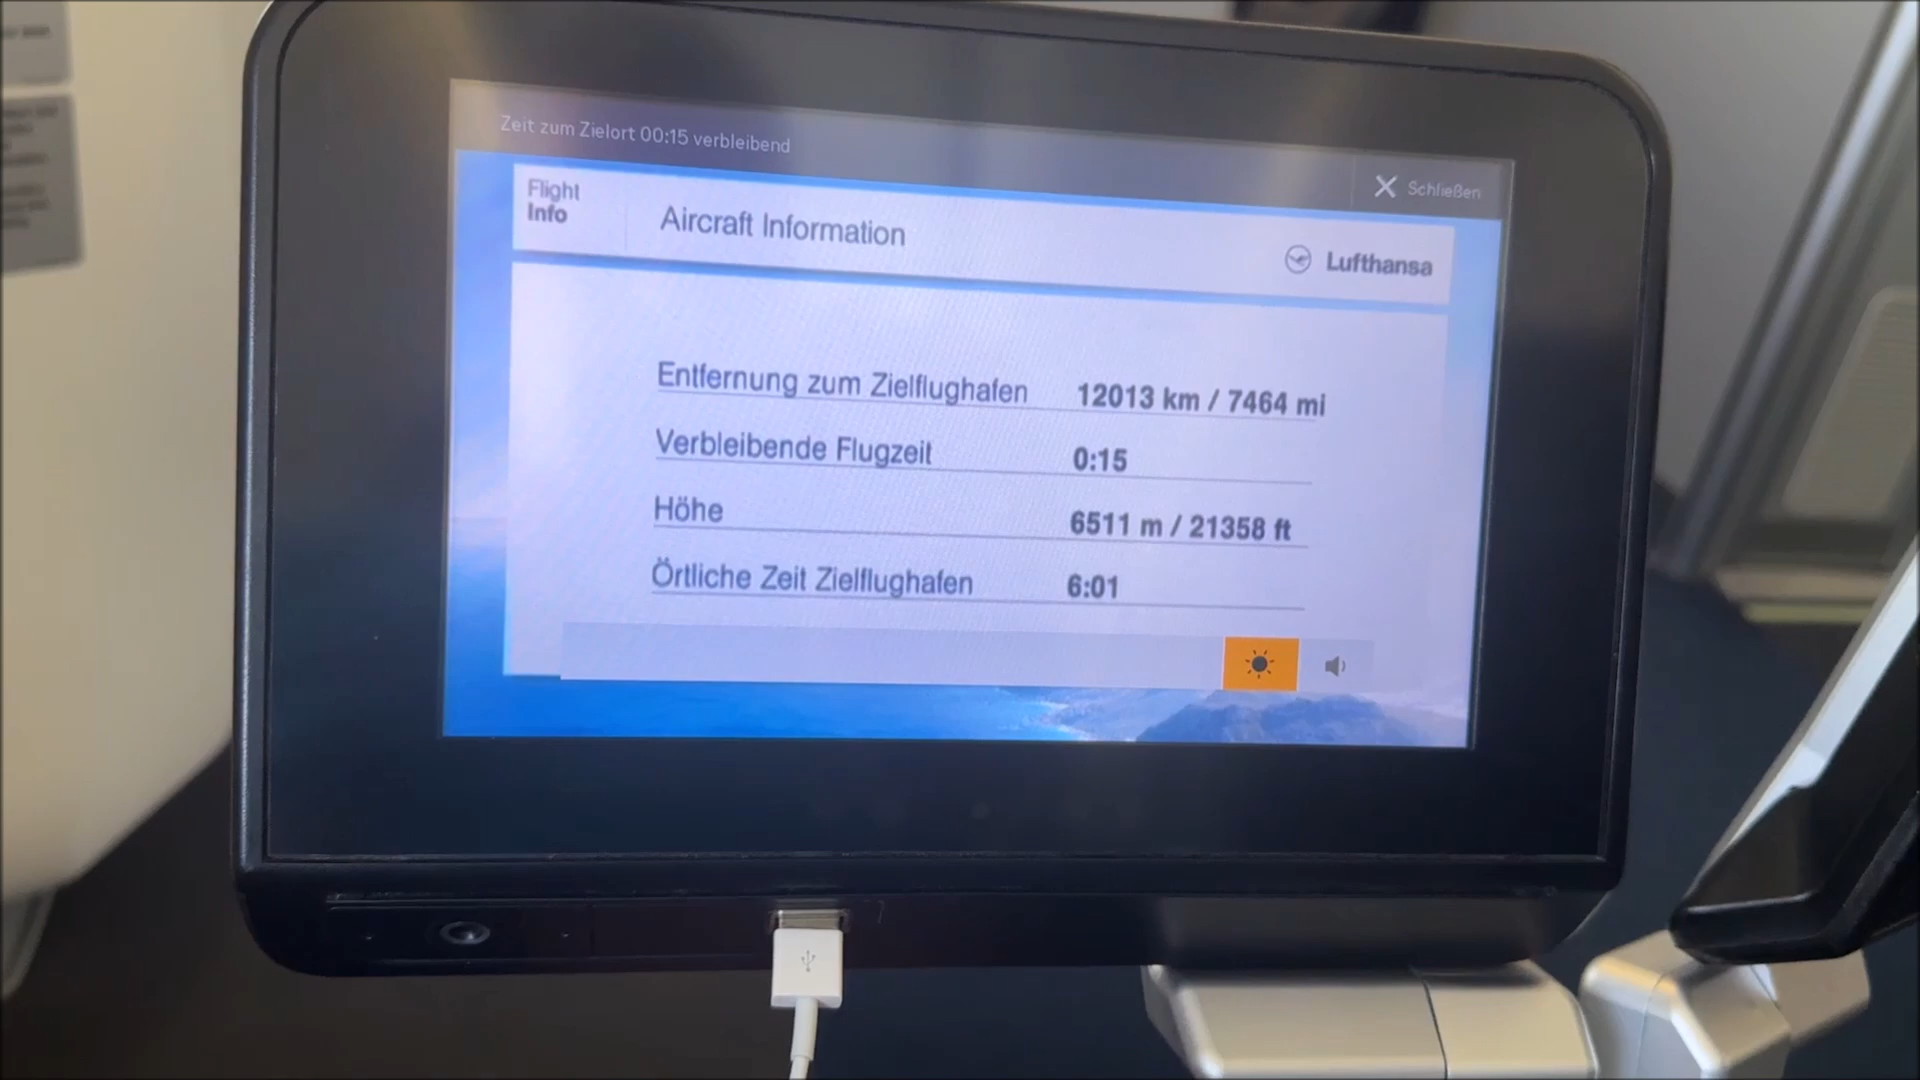 Zeit zum Zielort 00:15 verbleibend
Schließen
Flight
Info
Aircraft Information
Lufthansa
Entfernung zum Zielflughafen 12013 km / 7464 mi
Verbleibende Flugzeit 0:15
Höhe 6511 m / 21358 ft
Örtliche Zeit Zielflughafen 6:01